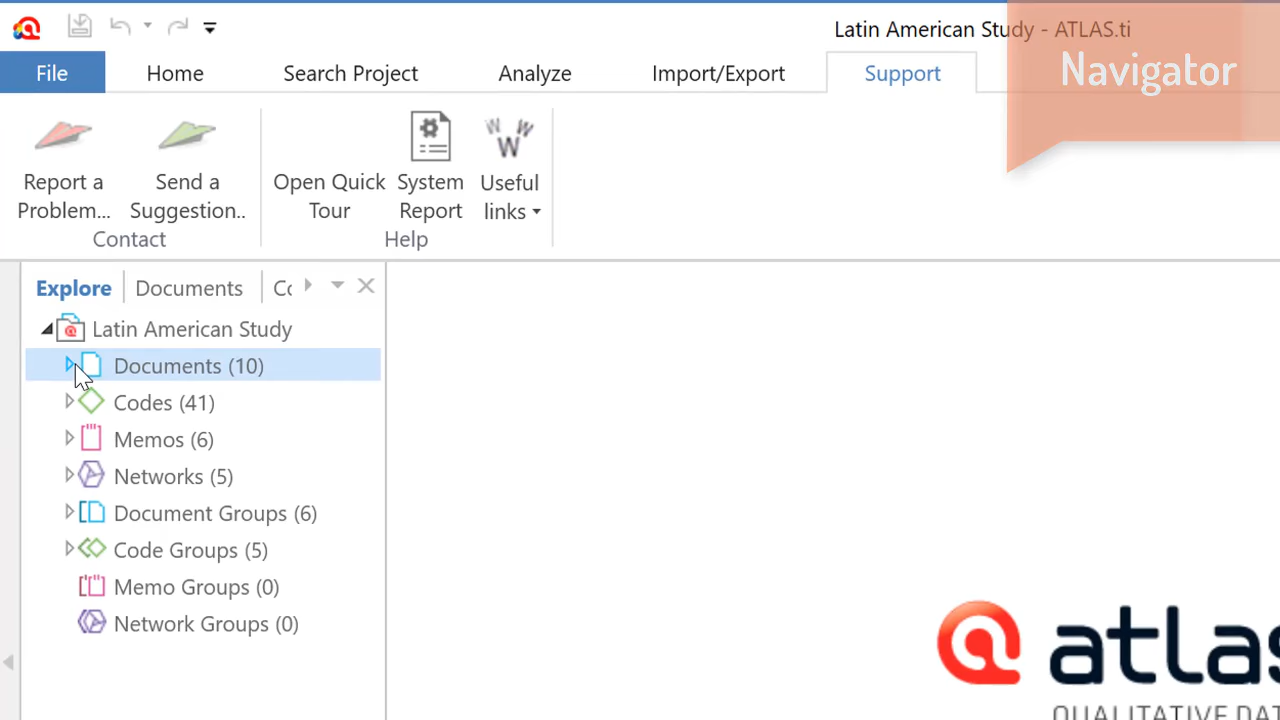 Latin American Study - ATLAS.ti
Navigator
File
Home
Search Project
Analyze
Import/Export
Support
Report a
Problem...
Send a
Suggestion..
Contact
Open Quick
Tour
System
Report
Useful
links
Help
Explore
Documents
Latin American Study
Documents (10)
Codes (41)
Memos (6)
Networks (5)
Document Groups (6)
Code Groups (5)
Memo Groups (0)
Network Groups (0)
atlas
QUALITATIVE DAT